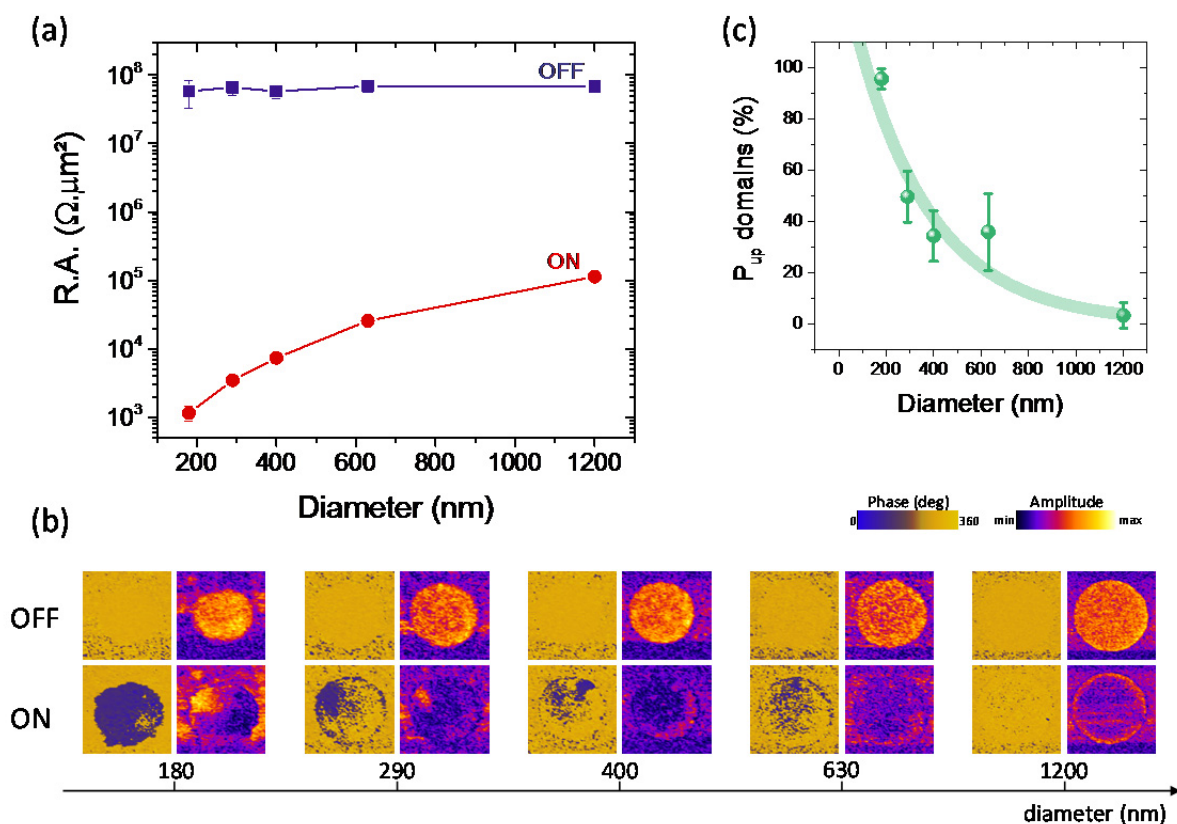 (a)
R.A. (Ω.µm²)
10⁸
10⁷
10⁶
10⁵
10⁴
10³
OFF
ON
200 400 600 800 1000 1200
Diameter (nm)
(c)
P_up domains (%)
100
80
60
40
20
0
0 200 400 600 800 1000 1200
Diameter (nm)
(b)
Phase (deg) Amplitude
0 360 min max
OFF
ON
180 290 400 630 1200
diameter (nm)